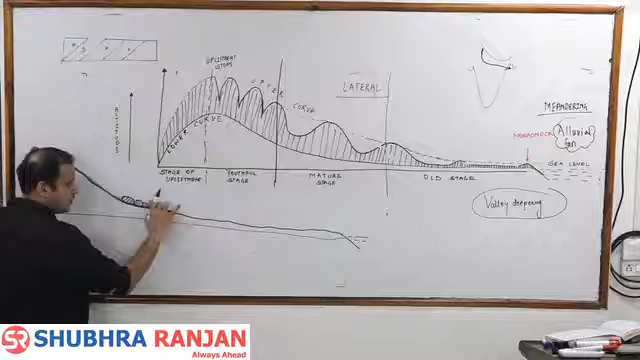 UPLIFTMENT
STOPS
UPPER CURVE
LATERAL
ALTITUDE
LOWER CURVE
MEANDERING
MONADNOCK
Alluvial
fan
SEA LEVEL
STAGE OF
UPLIFTMENT
YOUTHFUL
STAGE
MATURE
STAGE
OLD STAGE
Valley deepening
SR SHUBHRA RANJAN
Always Ahead